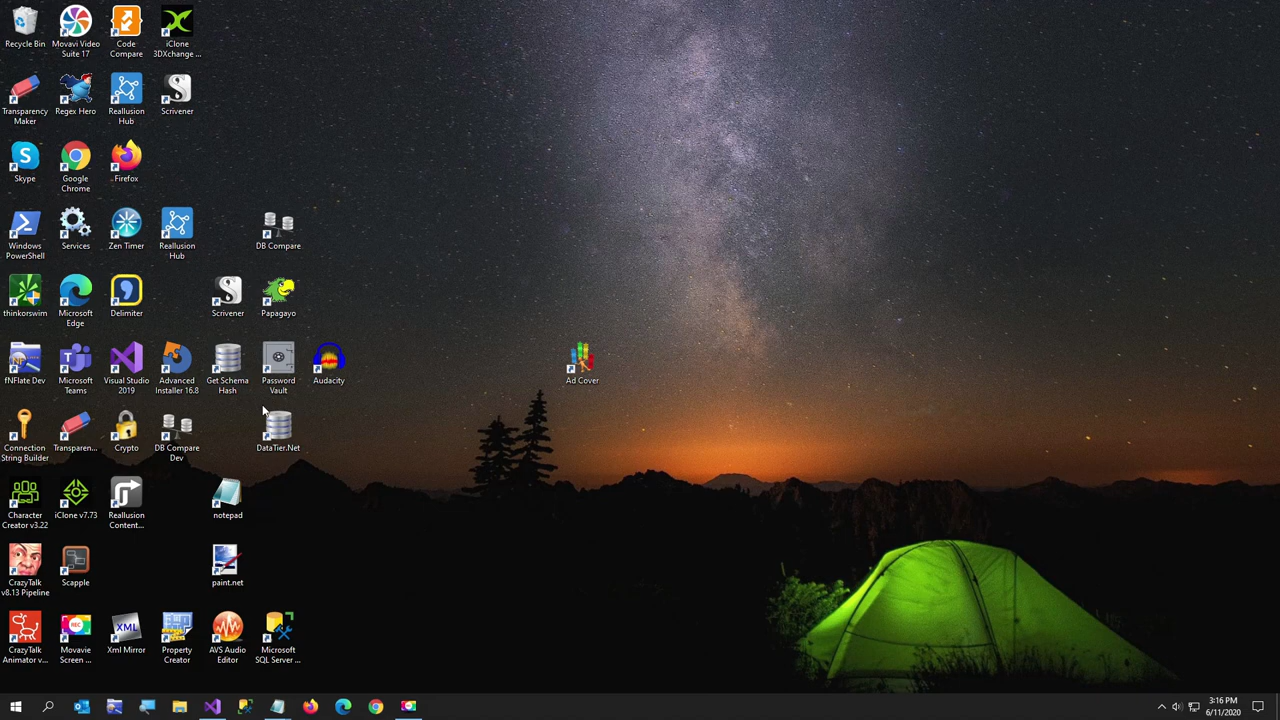 Recycle Bin
Movavi Video
Suite 17
Code
Compare
iClone
3DXchange ...
Transparency
Maker
Regex Hero
Reallusion
Hub
Scrivener
Skype
Google
Chrome
Firefox
Windows
PowerShell
Services
Zen Timer
Reallusion
Hub
DB Compare
thinkorswim
Microsoft
Edge
Delimiter
Scrivener
Papagayo
fNFlate Dev
Microsoft
Teams
Visual Studio
2019
Advanced
Installer 16.8
Get Schema
Hash
Password
Vault
Audacity
Ad Cover
Connection
String Builder
Transparen...
Crypto
DB Compare
Dev
DataTier.Net
Character
Creator v3.22
iClone v7.73
Reallusion
Content...
notepad
CrazyTalk
v8.13 Pipeline
Scapple
paint.net
CrazyTalk
Animator v...
REC
Movavie
Screen ...
XML
Xml Mirror
Property
Creator
AVS Audio
Editor
Microsoft
SQL Server ...
3:16 PM
6/11/2020